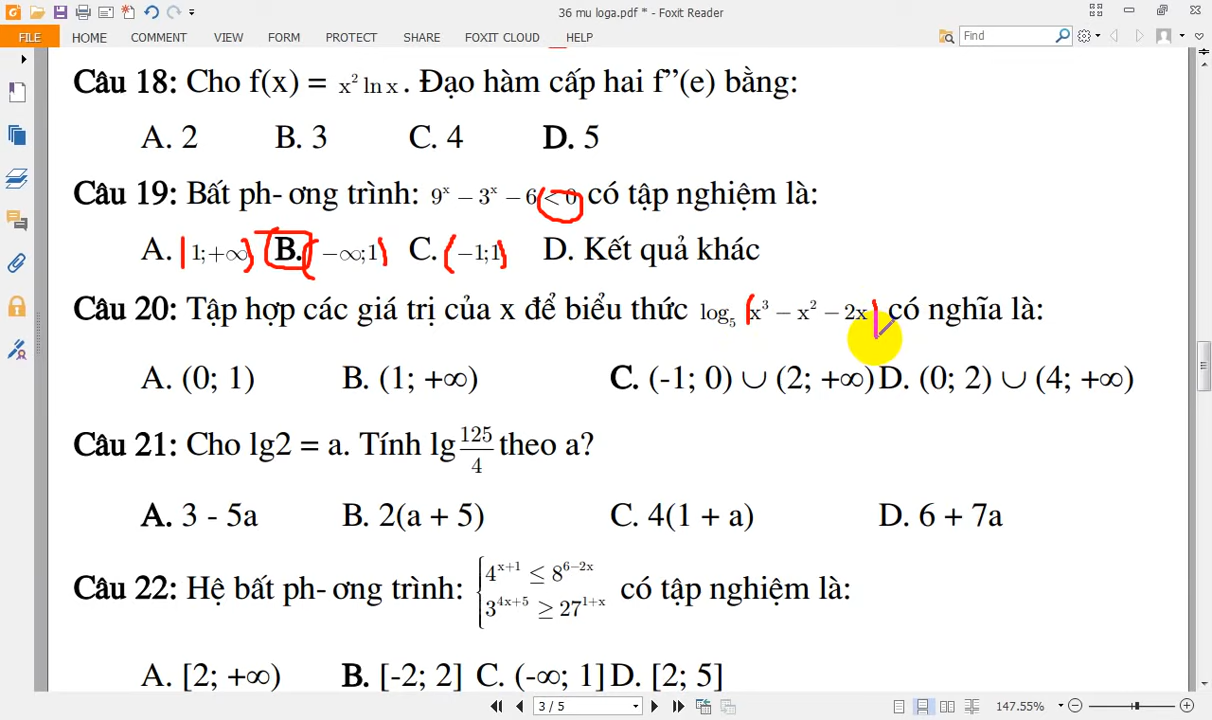 36 mu loga.pdf * - Foxit Reader
FILE HOME COMMENT VIEW FORM PROTECT SHARE FOXIT CLOUD HELP Find
Câu 18: Cho f(x) = x² ln x . Đạo hàm cấp hai f”(e) bằng:
A. 2 B. 3 C. 4 D. 5
Câu 19: Bất ph- ơng trình: 9ˣ − 3ˣ − 6 < 0 có tập nghiệm là:
A. (1;+∞) B. (−∞;1) C. (−1;1) D. Kết quả khác
Câu 20: Tập hợp các giá trị của x để biểu thức log₅ (x³ − x² − 2x) có nghĩa là:
A. (0; 1) B. (1; +∞) C. (-1; 0) ∪ (2; +∞) D. (0; 2) ∪ (4; +∞)
Câu 21: Cho lg2 = a. Tính lg 125/4 theo a?
A. 3 - 5a B. 2(a + 5) C. 4(1 + a) D. 6 + 7a
Câu 22: Hệ bất ph- ơng trình: { 4ˣ⁺¹ ≤ 8⁶⁻²ˣ
3⁴ˣ⁺⁵ ≥ 27¹⁺ˣ có tập nghiệm là:
A. [2; +∞) B. [-2; 2] C. (-∞; 1] D. [2; 5]
3 / 5 147.55%